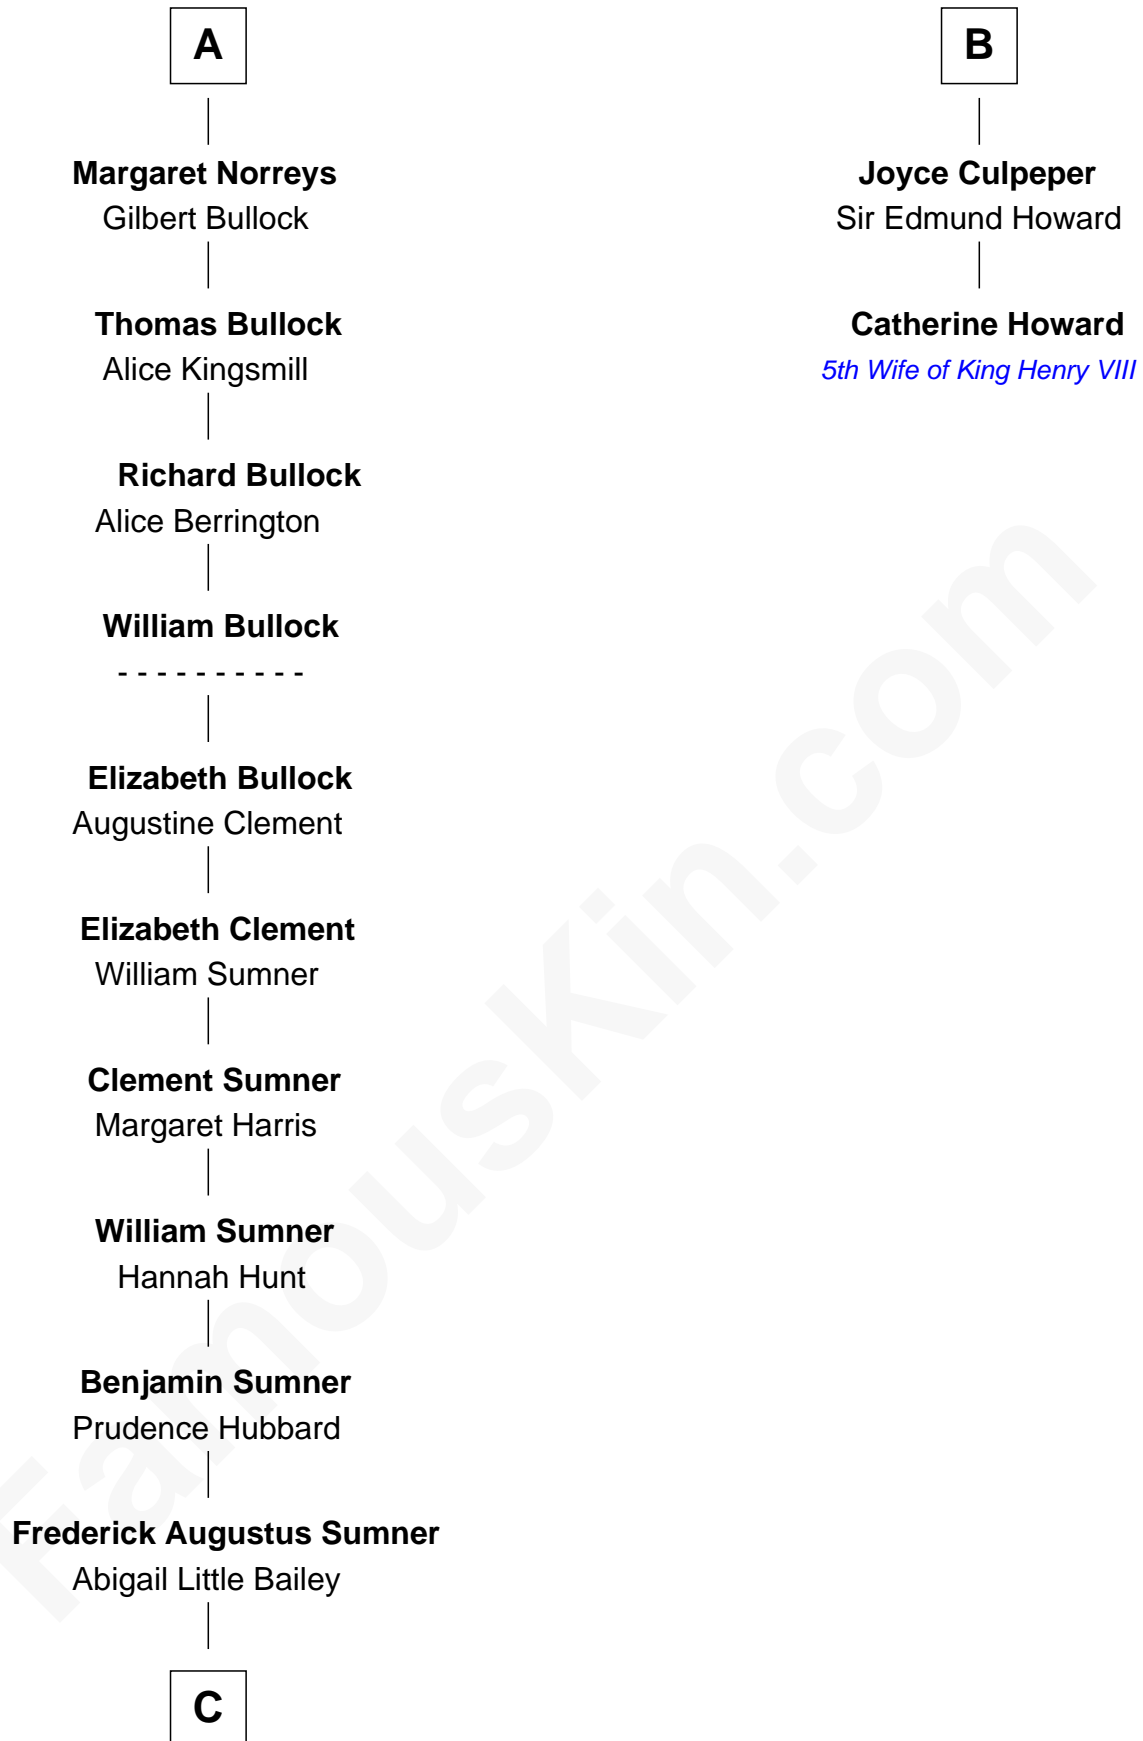 A
Margaret Norreys
Gilbert Bullock
Thomas Bullock
Alice Kingsmill
Richard Bullock
Alice Berrington
William Bullock
- - - - - - - - - -
Elizabeth Bullock
Augustine Clement
Elizabeth Clement
William Sumner
Clement Sumner
Margaret Harris
William Sumner
Hannah Hunt
Benjamin Sumner
Prudence Hubbard
Frederick Augustus Sumner
Abigail Little Bailey
C
B
Joyce Culpeper
Sir Edmund Howard
Catherine Howard
5th Wife of King Henry VIII
FamousKin.com